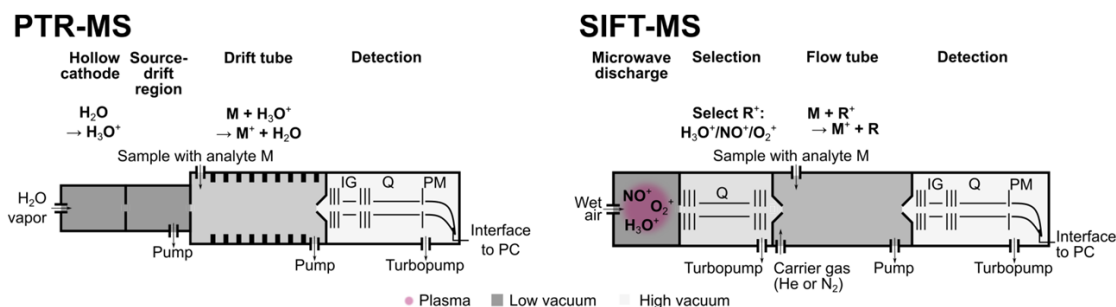 PTR-MS
Hollow cathode
Source-drift region
Drift tube
Detection
H₂O
→ H₃O⁺
M + H₃O⁺
→ M⁺ + H₂O
Sample with analyte M
H₂O vapor
IG
Q
PM
Pump
Pump
Turbopump
Interface to PC
SIFT-MS
Microwave discharge
Selection
Flow tube
Detection
Select R⁺:
H₃O⁺/NO⁺/O₂⁺
M + R⁺
→ M⁺ + R
Sample with analyte M
Wet air
NO⁺
O₂⁺
H₃O⁺
Q
IG
Q
PM
Turbopump
Carrier gas
(He or N₂)
Pump
Turbopump
Interface to PC
Plasma
Low vacuum
High vacuum